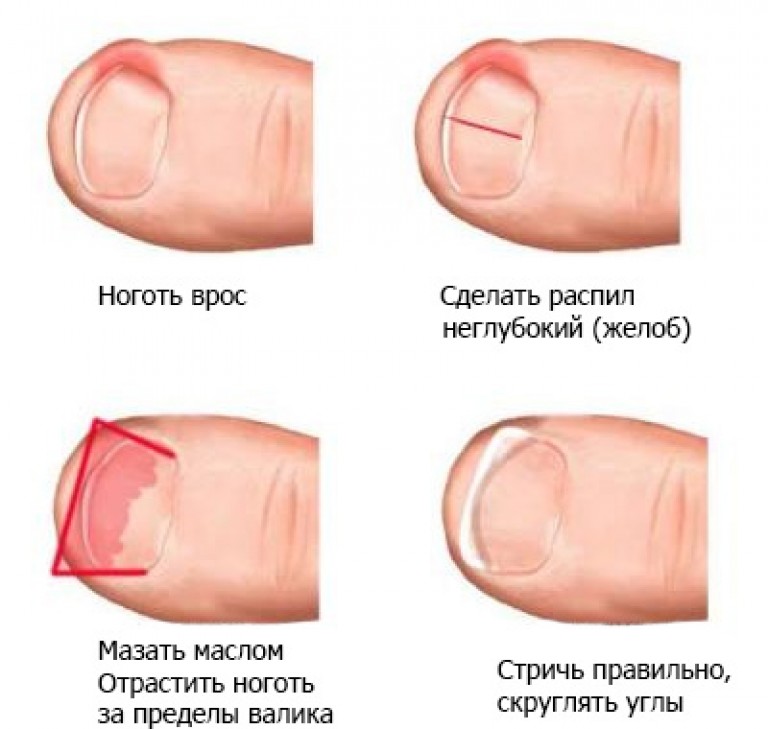 Ноготь врос
Сделать распил
неглубокий (желоб)
Мазать маслом
Отрастить ноготь
за пределы валика
Стричь правильно,
скруглять углы